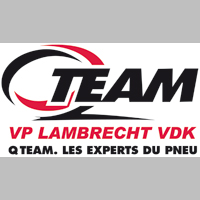 QTEAM
VP LAMBRECHT VDK
QTEAM. LES EXPERTS DU PNEU